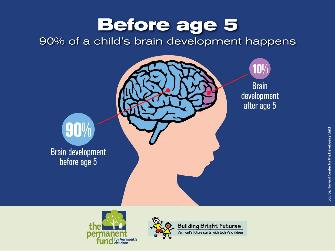 Before age 5
90% of a child's brain development happens
10%
Brain
development
after age 5
90%
Brain development
before age 5
the
permanent
fund
Building Bright Futures